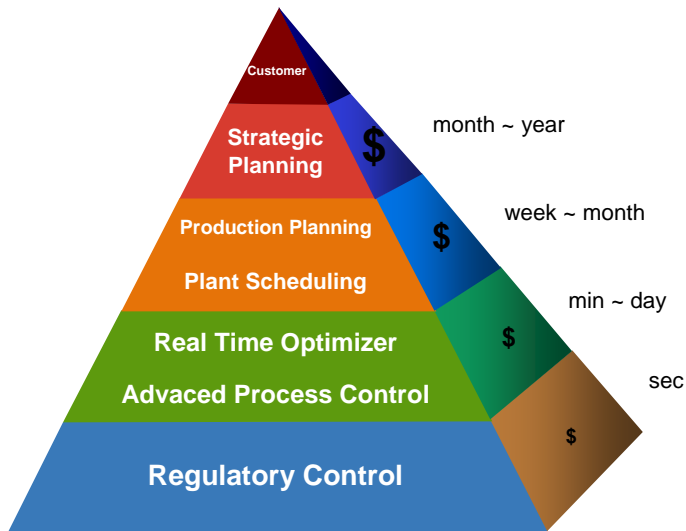 Customer
Strategic
Planning
$
month ~ year
Production Planning
$
week ~ month
Plant Scheduling
Real Time Optimizer
$
min ~ day
Advaced Process Control
sec
Regulatory Control
$